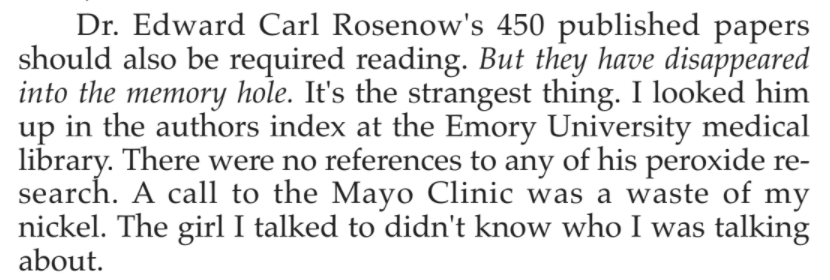 Dr. Edward Carl Rosenow's 450 published papers
should also be required reading. But they have disappeared
into the memory hole. It's the strangest thing. I looked him
up in the authors index at the Emory University medical
library. There were no references to any of his peroxide re-
search. A call to the Mayo Clinic was a waste of my
nickel. The girl I talked to didn't know who I was talking
about.